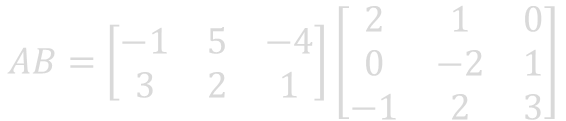 AB = [−1 5 −4; 3 2 1] [2 1 0; 0 −2 1; −1 2 3]